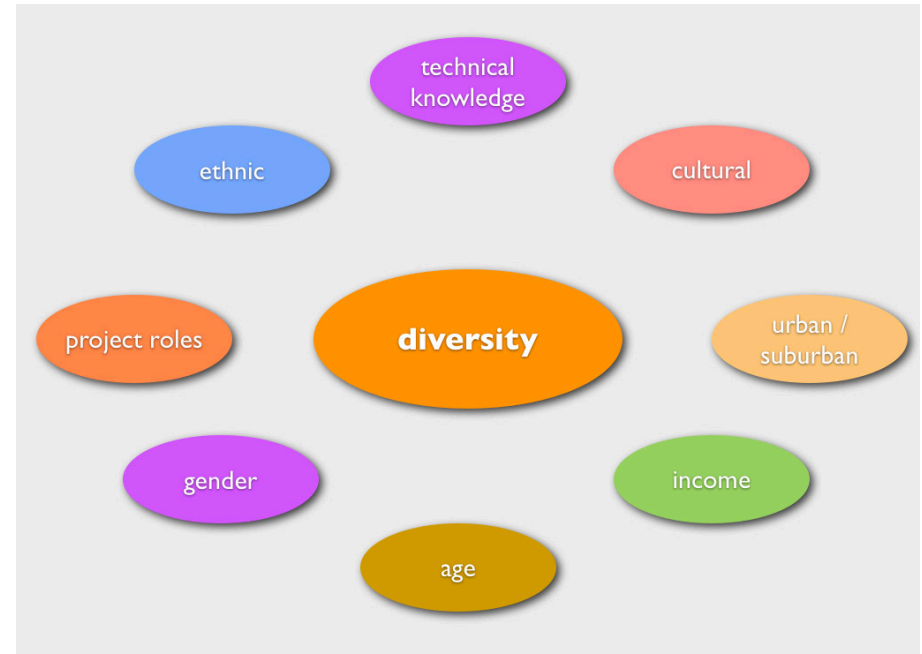 technical
knowledge
ethnic
cultural
project roles
diversity
urban /
suburban
gender
income
age